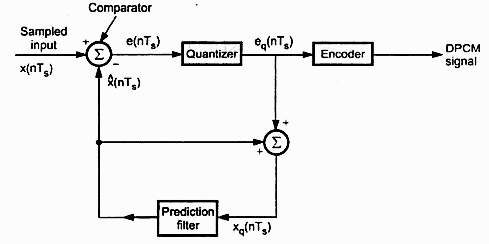 Comparator
Sampled
input
x(nTs)
+
Σ
−
e(nTs)
Quantizer
eq(nTs)
Encoder
DPCM
signal
x̂(nTs)
+
+
Σ
Prediction
filter
xq(nTs)